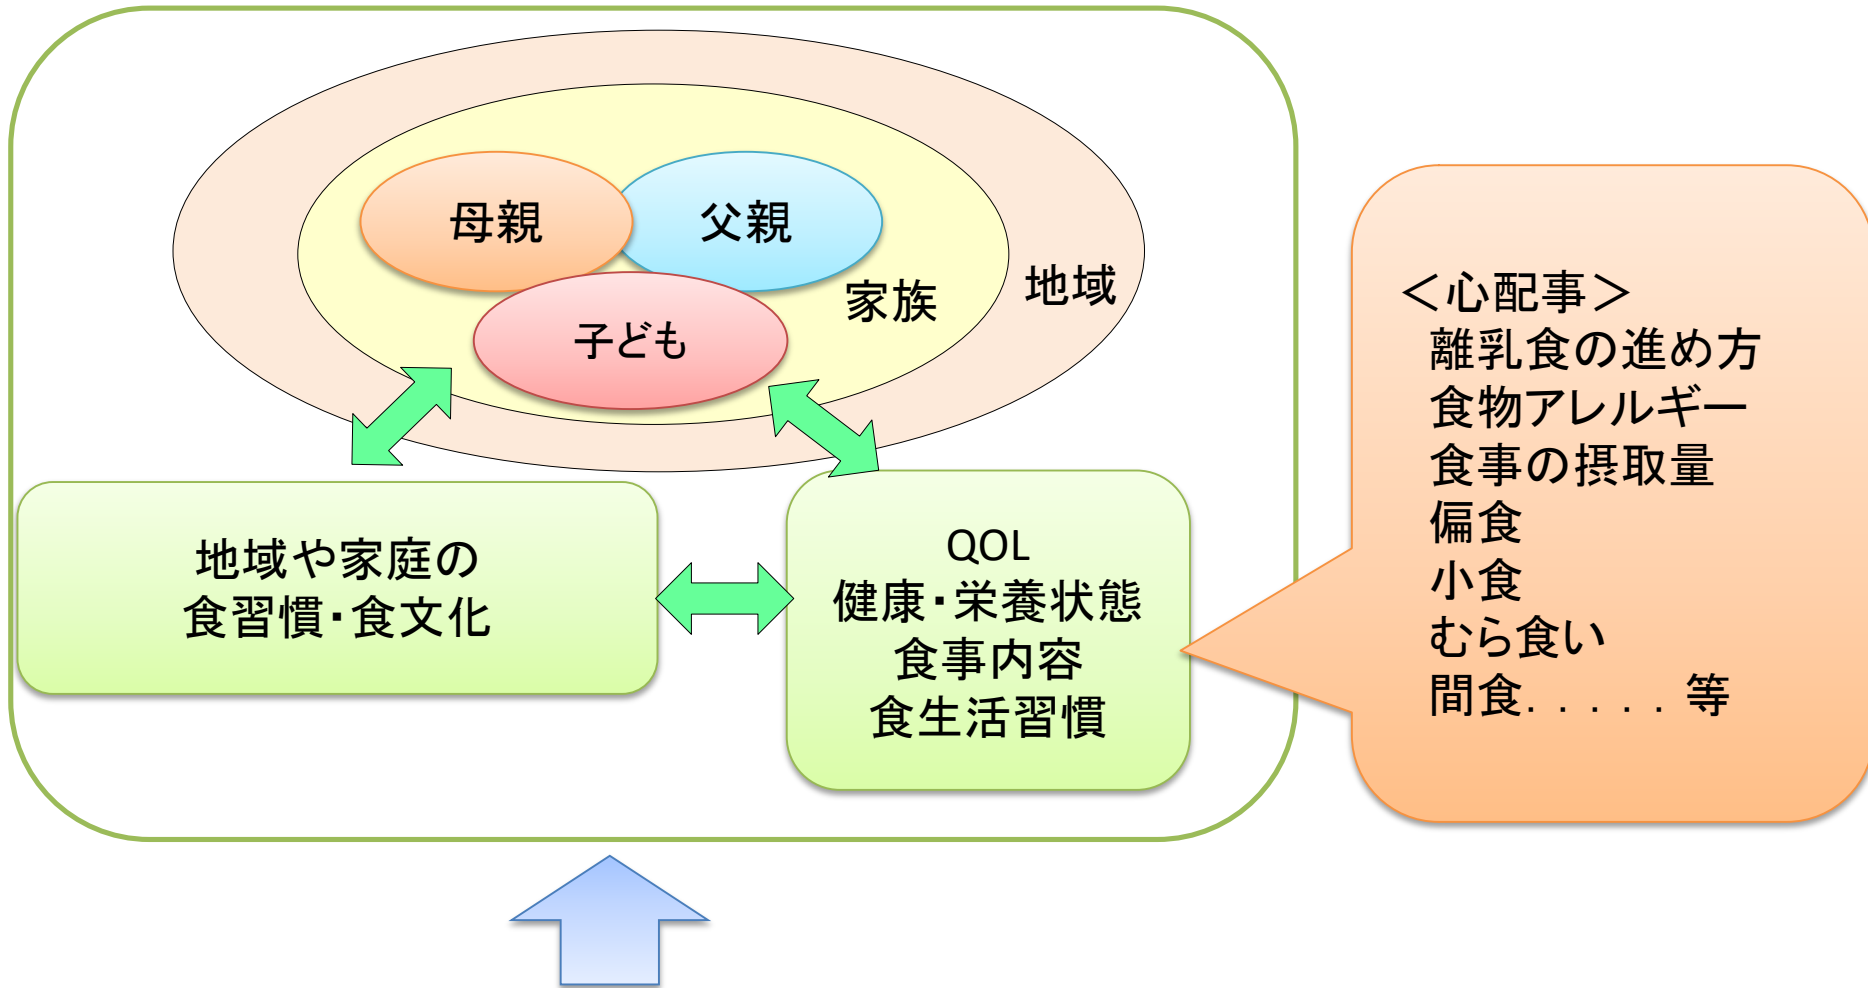 母親
父親
子ども
家族
地域
地域や家庭の
食習慣・食文化
QOL
健康・栄養状態
食事内容
食生活習慣
＜心配事＞
離乳食の進め方
食物アレルギー
食事の摂取量
偏食
小食
むら食い
間食．．．．．等